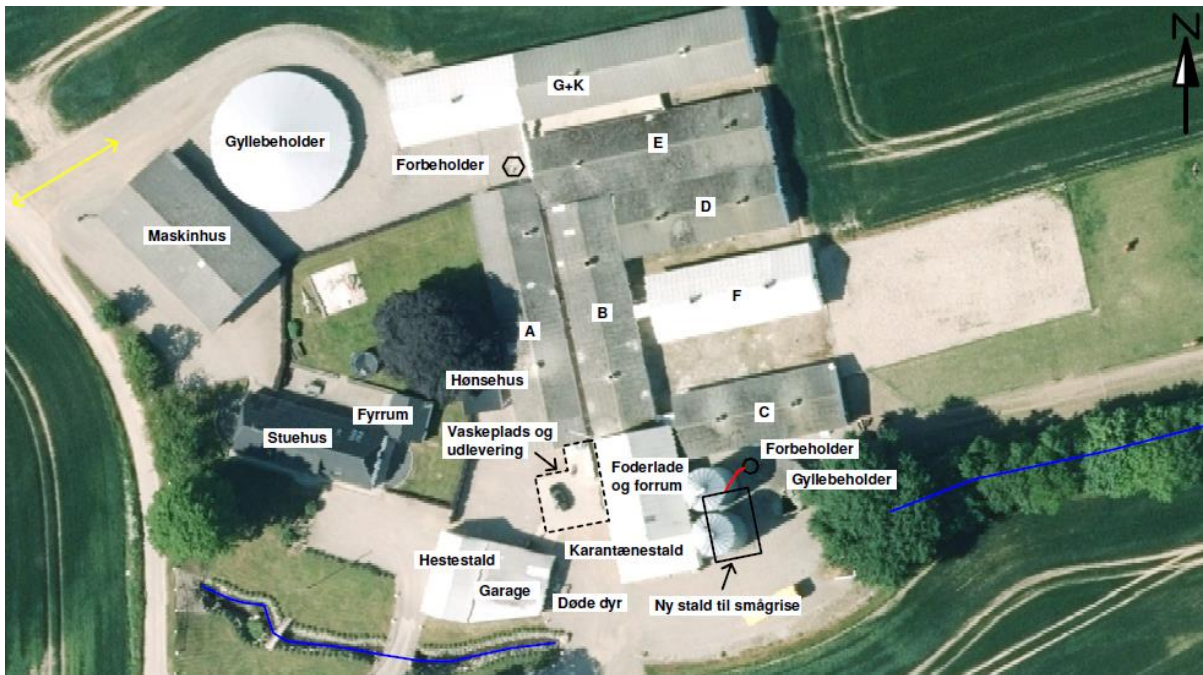 N
G+K
Gyllebeholder
E
Forbeholder
D
Maskinhus
F
B
A
Hønsehus
C
Fyrrum
Stuehus
Vaskeplads og
udlevering
Foderlade
og forrum
Forbeholder
Gyllebeholder
Karantænestald
Hestestald
Garage
Døde dyr
Ny stald til smågrise